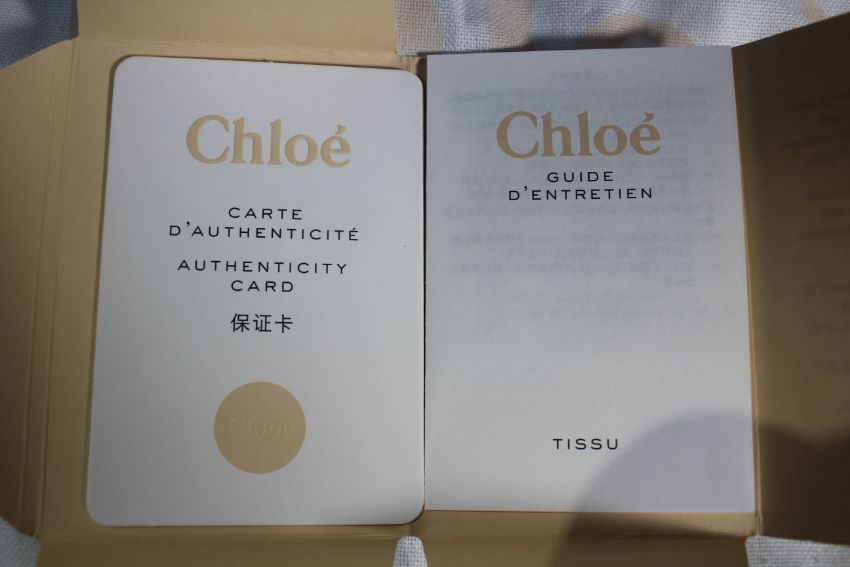 Chloé
CARTE
D'AUTHENTICITÉ
AUTHENTICITY
CARD
保证卡
Chloé
Chloé
GUIDE
D'ENTRETIEN
TISSU